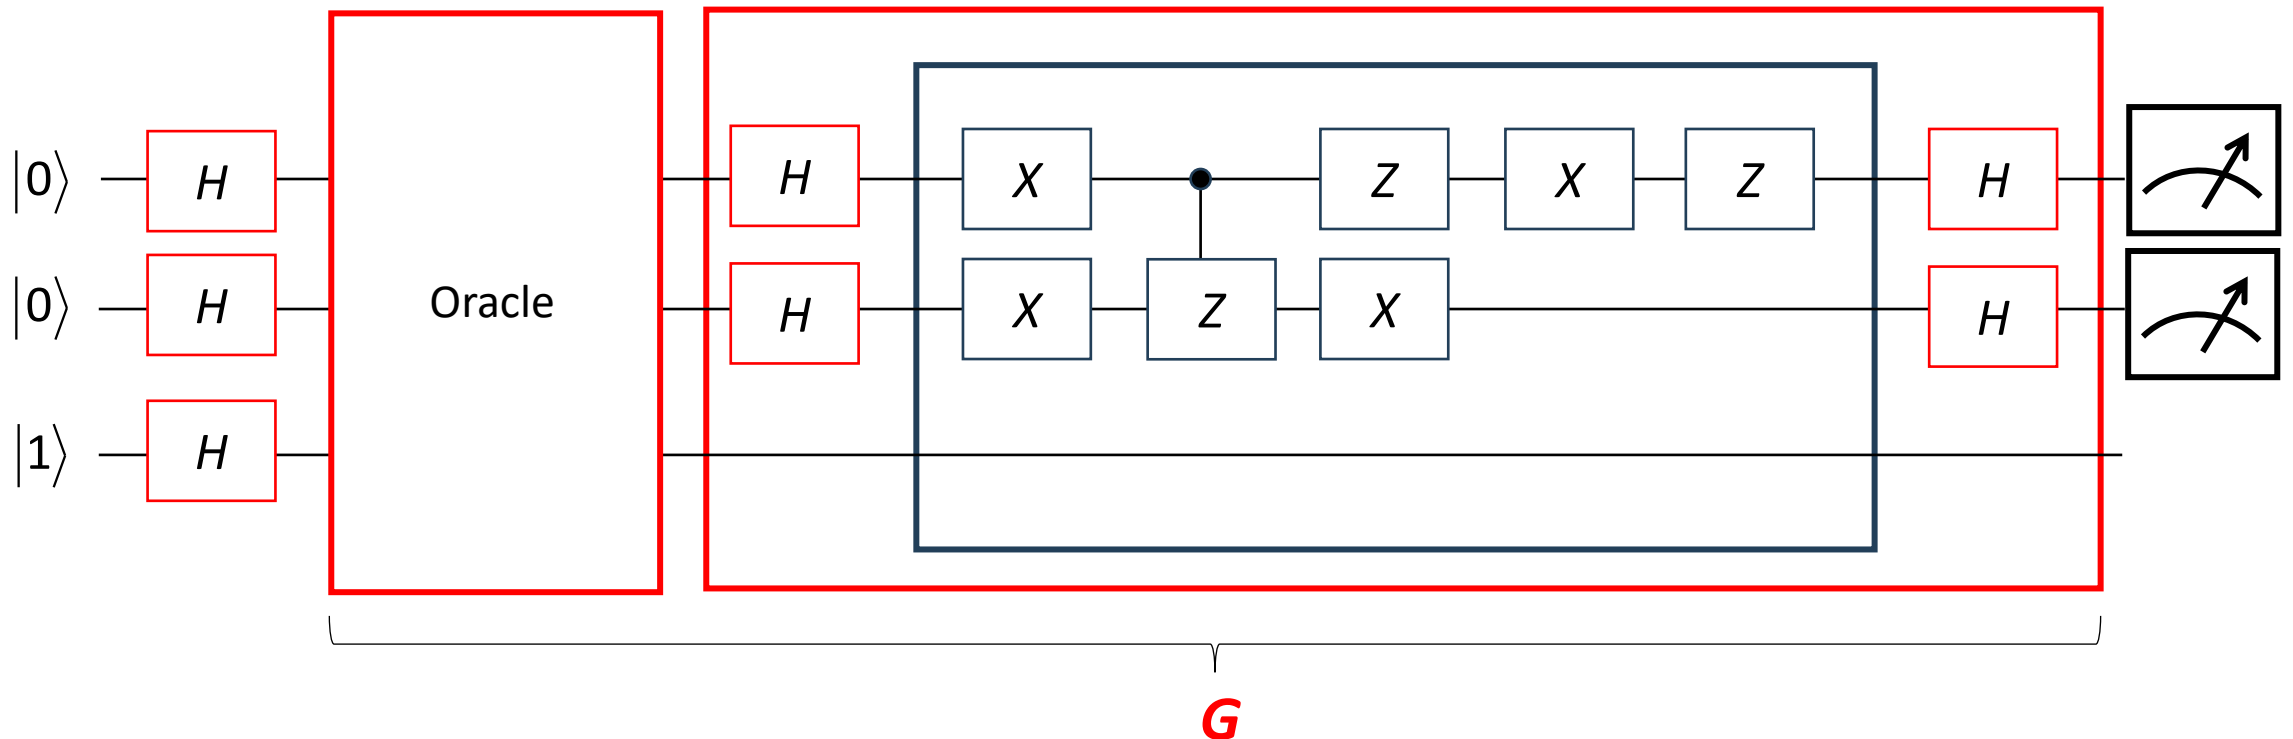 |0⟩ H H X Z X Z H
|0⟩ H Oracle H X Z X H
|1⟩ H
G